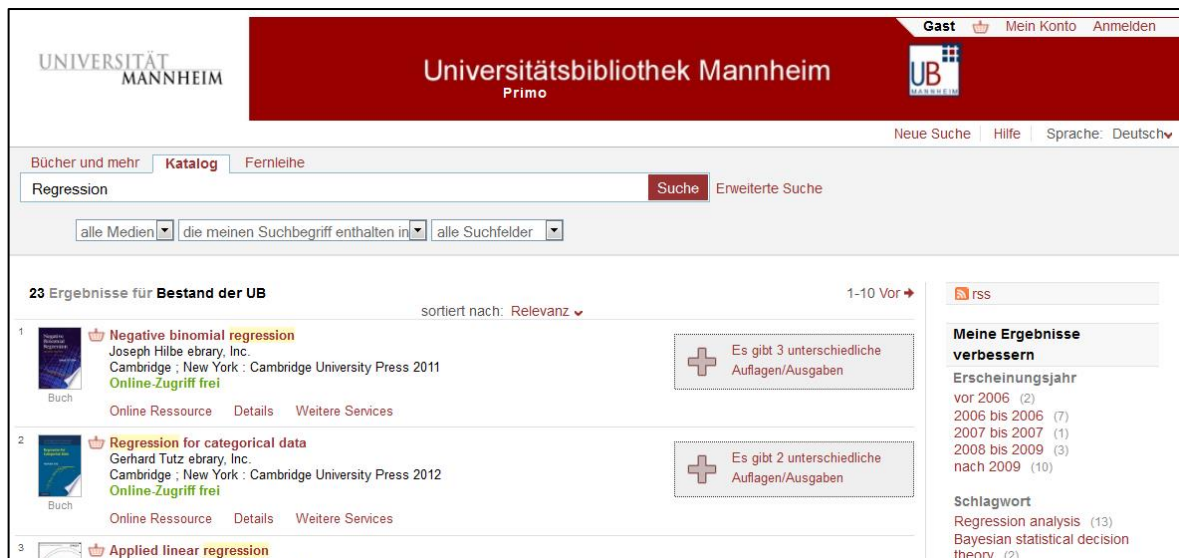 Gast Mein Konto Anmelden
UNIVERSITÄT
MANNHEIM
Universitätsbibliothek Mannheim
Primo
UB
MANNHEIM
Neue Suche Hilfe Sprache: Deutsch
Bücher und mehr Katalog Fernleihe
Regression Suche Erweiterte Suche
alle Medien die meinen Suchbegriff enthalten in alle Suchfelder
23 Ergebnisse für Bestand der UB 1-10 Vor
sortiert nach: Relevanz
1 Negative binomial regression
Joseph Hilbe ebrary, Inc.
Cambridge ; New York : Cambridge University Press 2011
Online-Zugriff frei
Buch
Online Ressource Details Weitere Services
Es gibt 3 unterschiedliche
Auflagen/Ausgaben
2 Regression for categorical data
Gerhard Tutz ebrary, Inc.
Cambridge ; New York : Cambridge University Press 2012
Online-Zugriff frei
Buch
Online Ressource Details Weitere Services
Es gibt 2 unterschiedliche
Auflagen/Ausgaben
3 Applied linear regression
rss
Meine Ergebnisse
verbessern
Erscheinungsjahr
vor 2006 (2)
2006 bis 2006 (7)
2007 bis 2007 (1)
2008 bis 2009 (3)
nach 2009 (10)
Schlagwort
Regression analysis (13)
Bayesian statistical decision
theory (2)